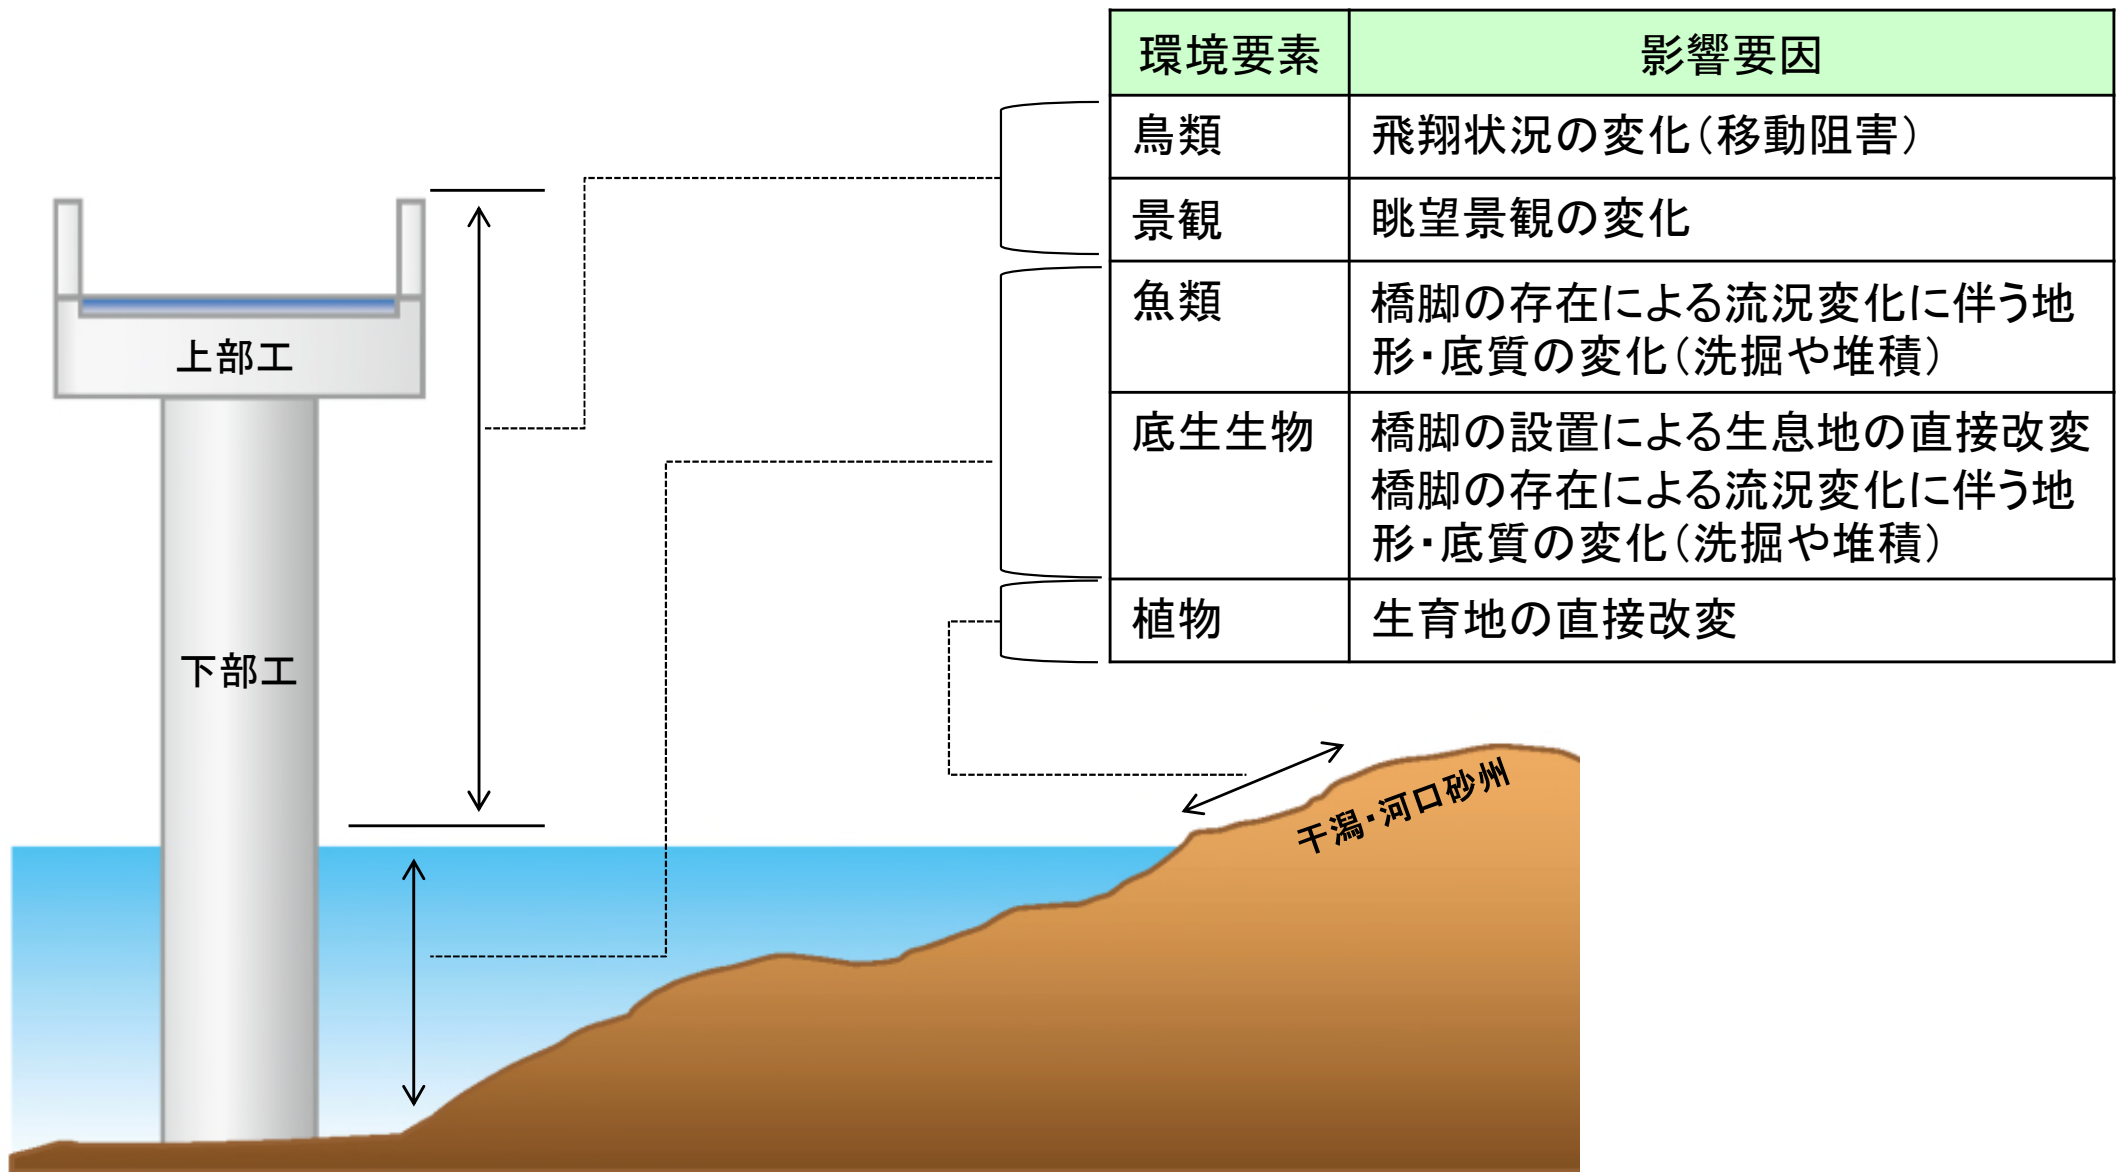 環境要素 影響要因
鳥類 飛翔状況の変化（移動阻害）
景観 眺望景観の変化
魚類 橋脚の存在による流況変化に伴う地
形・底質の変化（洗掘や堆積）
底生生物 橋脚の設置による生息地の直接改変
橋脚の存在による流況変化に伴う地
形・底質の変化（洗掘や堆積）
植物 生育地の直接改変
上部工
下部工
干潟・河口砂州